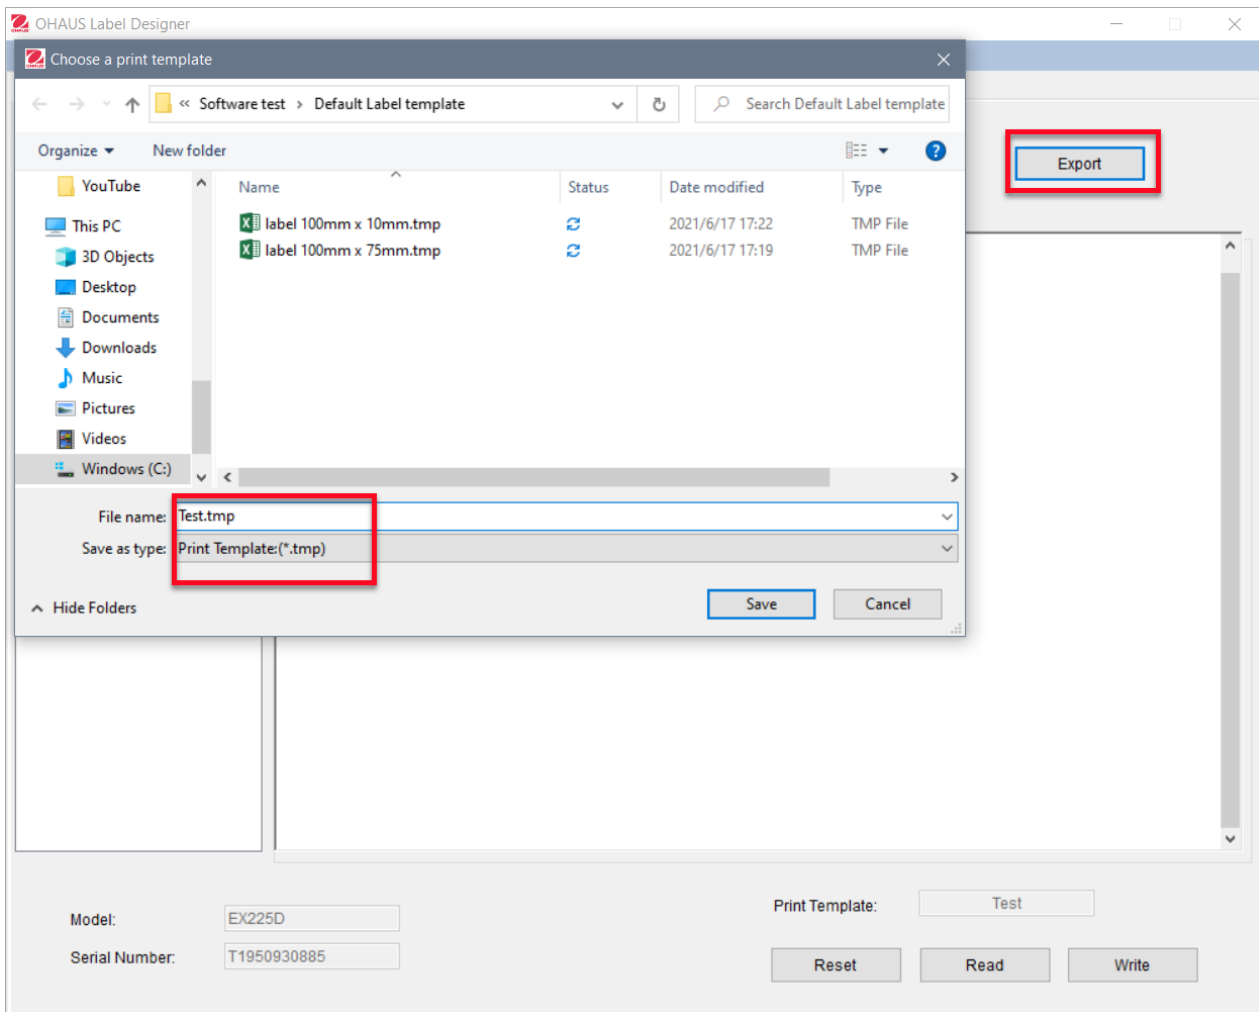 OHAUS Label Designer
Choose a print template
« Software test › Default Label template
Search Default Label template
Organize
New folder
Export
YouTube
This PC
3D Objects
Desktop
Documents
Downloads
Music
Pictures
Videos
Windows (C:)
Name Status Date modified Type
label 100mm x 10mm.tmp 2021/6/17 17:22 TMP File
label 100mm x 75mm.tmp 2021/6/17 17:19 TMP File
File name: Test.tmp
Save as type: Print Template:(*.tmp)
Hide Folders
Save
Cancel
Model: EX225D
Serial Number: T1950930885
Print Template: Test
Reset Read Write